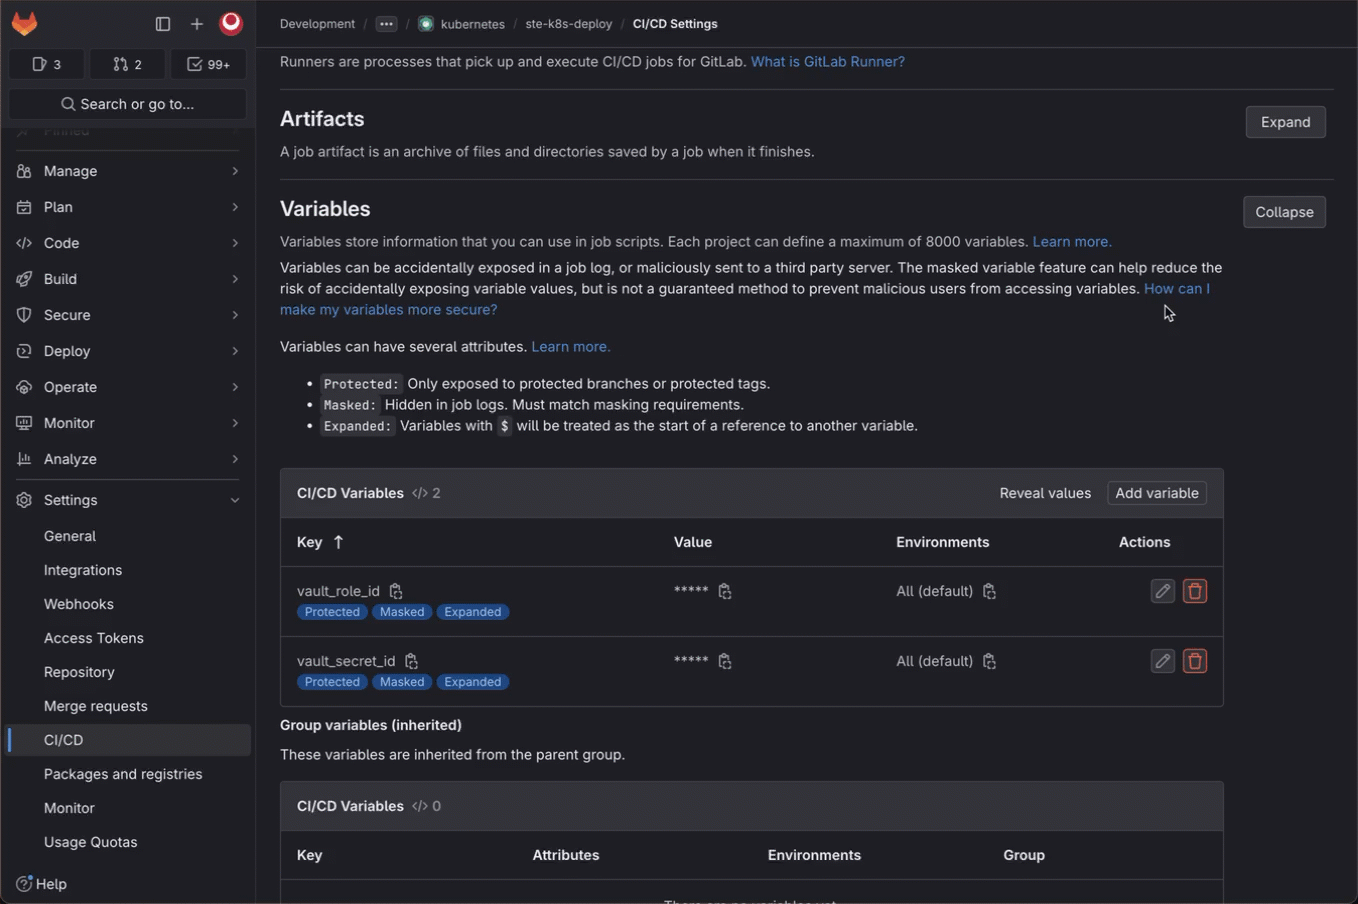 Development / ... / kubernetes / ste-k8s-deploy / CI/CD Settings
3
2
99+
Search or go to...
Pinned
Manage
Plan
Code
Build
Secure
Deploy
Operate
Monitor
Analyze
Settings
General
Integrations
Webhooks
Access Tokens
Repository
Merge requests
CI/CD
Packages and registries
Monitor
Usage Quotas
Help
Runners are processes that pick up and execute CI/CD jobs for GitLab. What is GitLab Runner?
Artifacts
Expand
A job artifact is an archive of files and directories saved by a job when it finishes.
Variables
Collapse
Variables store information that you can use in job scripts. Each project can define a maximum of 8000 variables. Learn more.
Variables can be accidentally exposed in a job log, or maliciously sent to a third party server. The masked variable feature can help reduce the
risk of accidentally exposing variable values, but is not a guaranteed method to prevent malicious users from accessing variables. How can I
make my variables more secure?
Variables can have several attributes. Learn more.
• Protected: Only exposed to protected branches or protected tags.
• Masked: Hidden in job logs. Must match masking requirements.
• Expanded: Variables with $ will be treated as the start of a reference to another variable.
CI/CD Variables </> 2
Reveal values
Add variable
Key ↑ Value Environments Actions
vault_role_id ***** All (default)
Protected Masked Expanded
vault_secret_id ***** All (default)
Protected Masked Expanded
Group variables (inherited)
These variables are inherited from the parent group.
CI/CD Variables </> 0
Key Attributes Environments Group